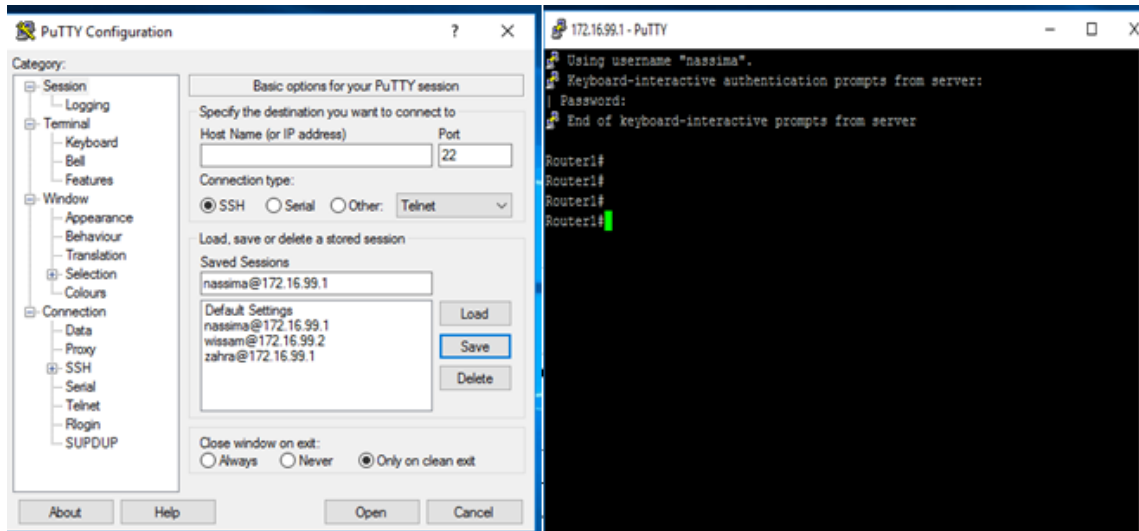 PuTTY Configuration ? ×
Category:
Session
Logging
Terminal
Keyboard
Bell
Features
Window
Appearance
Behaviour
Translation
Selection
Colours
Connection
Data
Proxy
SSH
Serial
Telnet
Rlogin
SUPDUP
Basic options for your PuTTY session
Specify the destination you want to connect to
Host Name (or IP address) Port
22
Connection type:
SSH Serial Other: Telnet
Load, save or delete a stored session
Saved Sessions
nassima@172.16.99.1
Default Settings
nassima@172.16.99.1
wissam@172.16.99.2
zahra@172.16.99.1
Load
Save
Delete
Close window on exit:
Always Never Only on clean exit
About Help Open Cancel
172.16.99.1 - PuTTY
Using username "nassima".
Keyboard-interactive authentication prompts from server:
| Password:
End of keyboard-interactive prompts from server
Router1#
Router1#
Router1#
Router1#